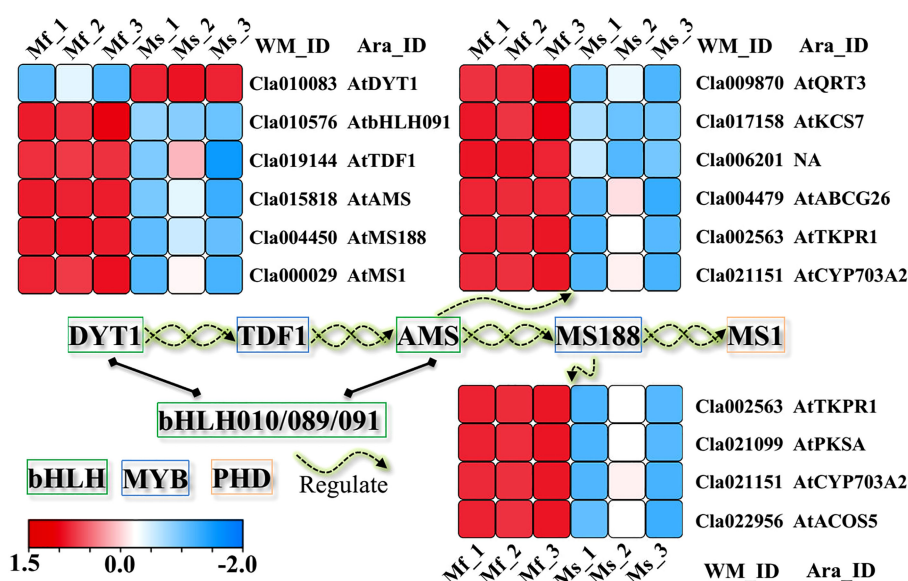 Mf_1 Mf_2 Mf_3 Ms_1 Ms_2 Ms_3 WM_ID Ara_ID
Cla010083 AtDYT1
Cla010576 AtbHLH091
Cla019144 AtTDF1
Cla015818 AtAMS
Cla004450 AtMS188
Cla000029 AtMS1
Mf_1 Mf_2 Mf_3 Ms_1 Ms_2 Ms_3 WM_ID Ara_ID
Cla009870 AtQRT3
Cla017158 AtKCS7
Cla006201 NA
Cla004479 AtABCG26
Cla002563 AtTKPR1
Cla021151 AtCYP703A2
DYT1 TDF1 AMS MS188 MS1
bHLH010/089/091
bHLH MYB PHD
Regulate
1.5 0.0 -2.0
Cla002563 AtTKPR1
Cla021099 AtPKSA
Cla021151 AtCYP703A2
Cla022956 AtACOS5
Mf_1 Mf_2 Mf_3 Ms_1 Ms_2 Ms_3 WM_ID Ara_ID